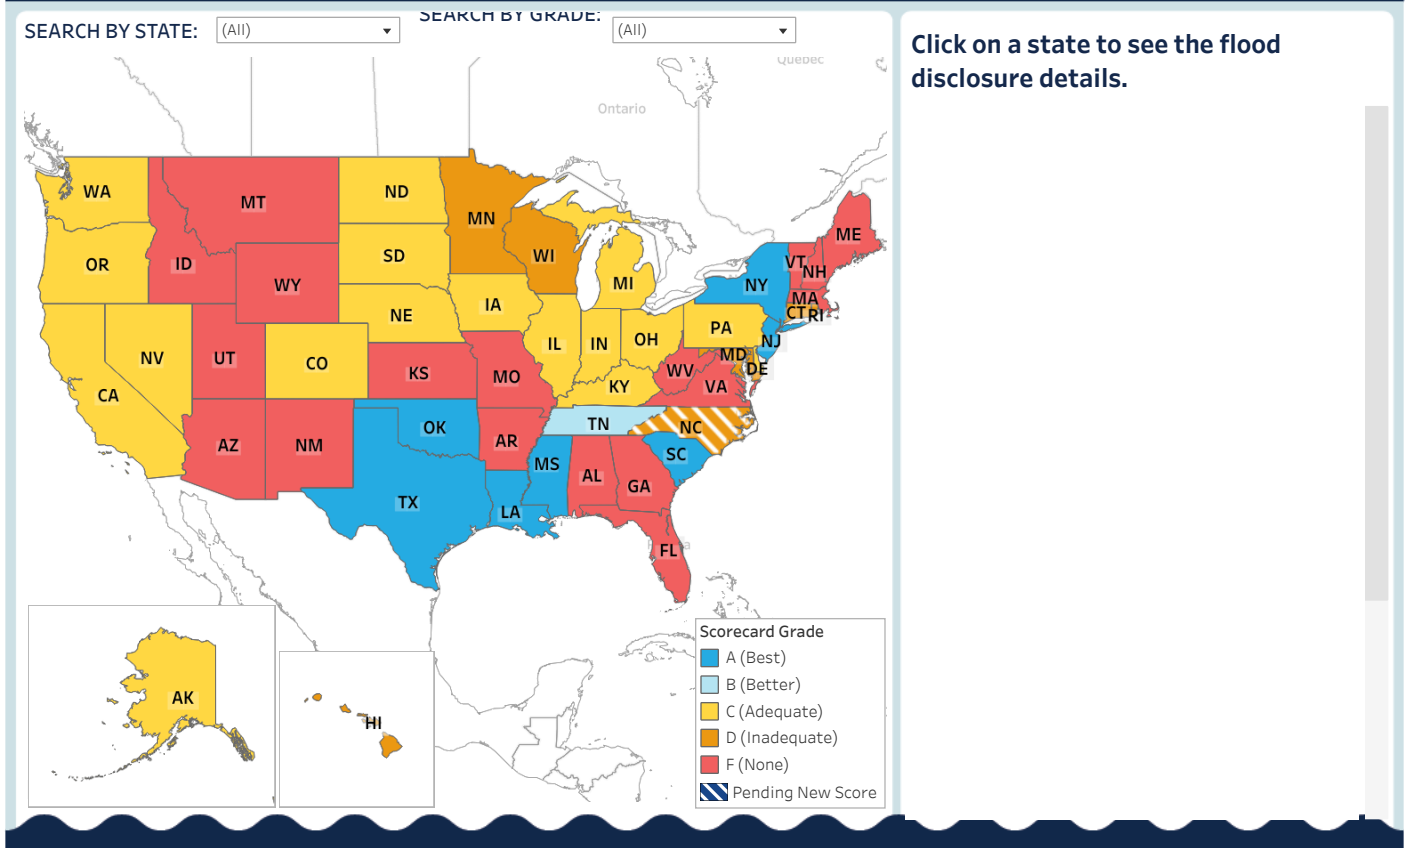 SEARCH BY STATE:
(All)
SEARCH BY GRADE:
(All)
Click on a state to see the flood
disclosure details.
Quebec
Ontario
WA
MT
ND
MN
OR
ID
SD
WI
MI
ME
VT
NH
NY
MA
CT
RI
WY
NE
IA
PA
NJ
NV
UT
CO
IL
IN
OH
MD
DE
CA
KS
MO
KY
WV
VA
AZ
NM
OK
AR
TN
NC
SC
MS
AL
GA
TX
LA
FL
AK
HI
Scorecard Grade
A (Best)
B (Better)
C (Adequate)
D (Inadequate)
F (None)
Pending New Score